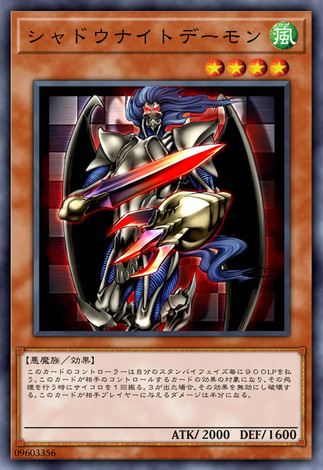 シャドウナイトデーモン 風
【悪魔族／効果】
このカードのコントローラーは自分のスタンバイフェイズ毎に９００LPを払
う。このカードが相手のコントロールするカードの効果の対象になり、その処
理を行う時にサイコロを１回振る。３が出た場合、その効果を無効にし破壊す
る。このカードが相手プレイヤーに与えるダメージは半分になる。
ATK/ 2000 DEF/1600
09603356